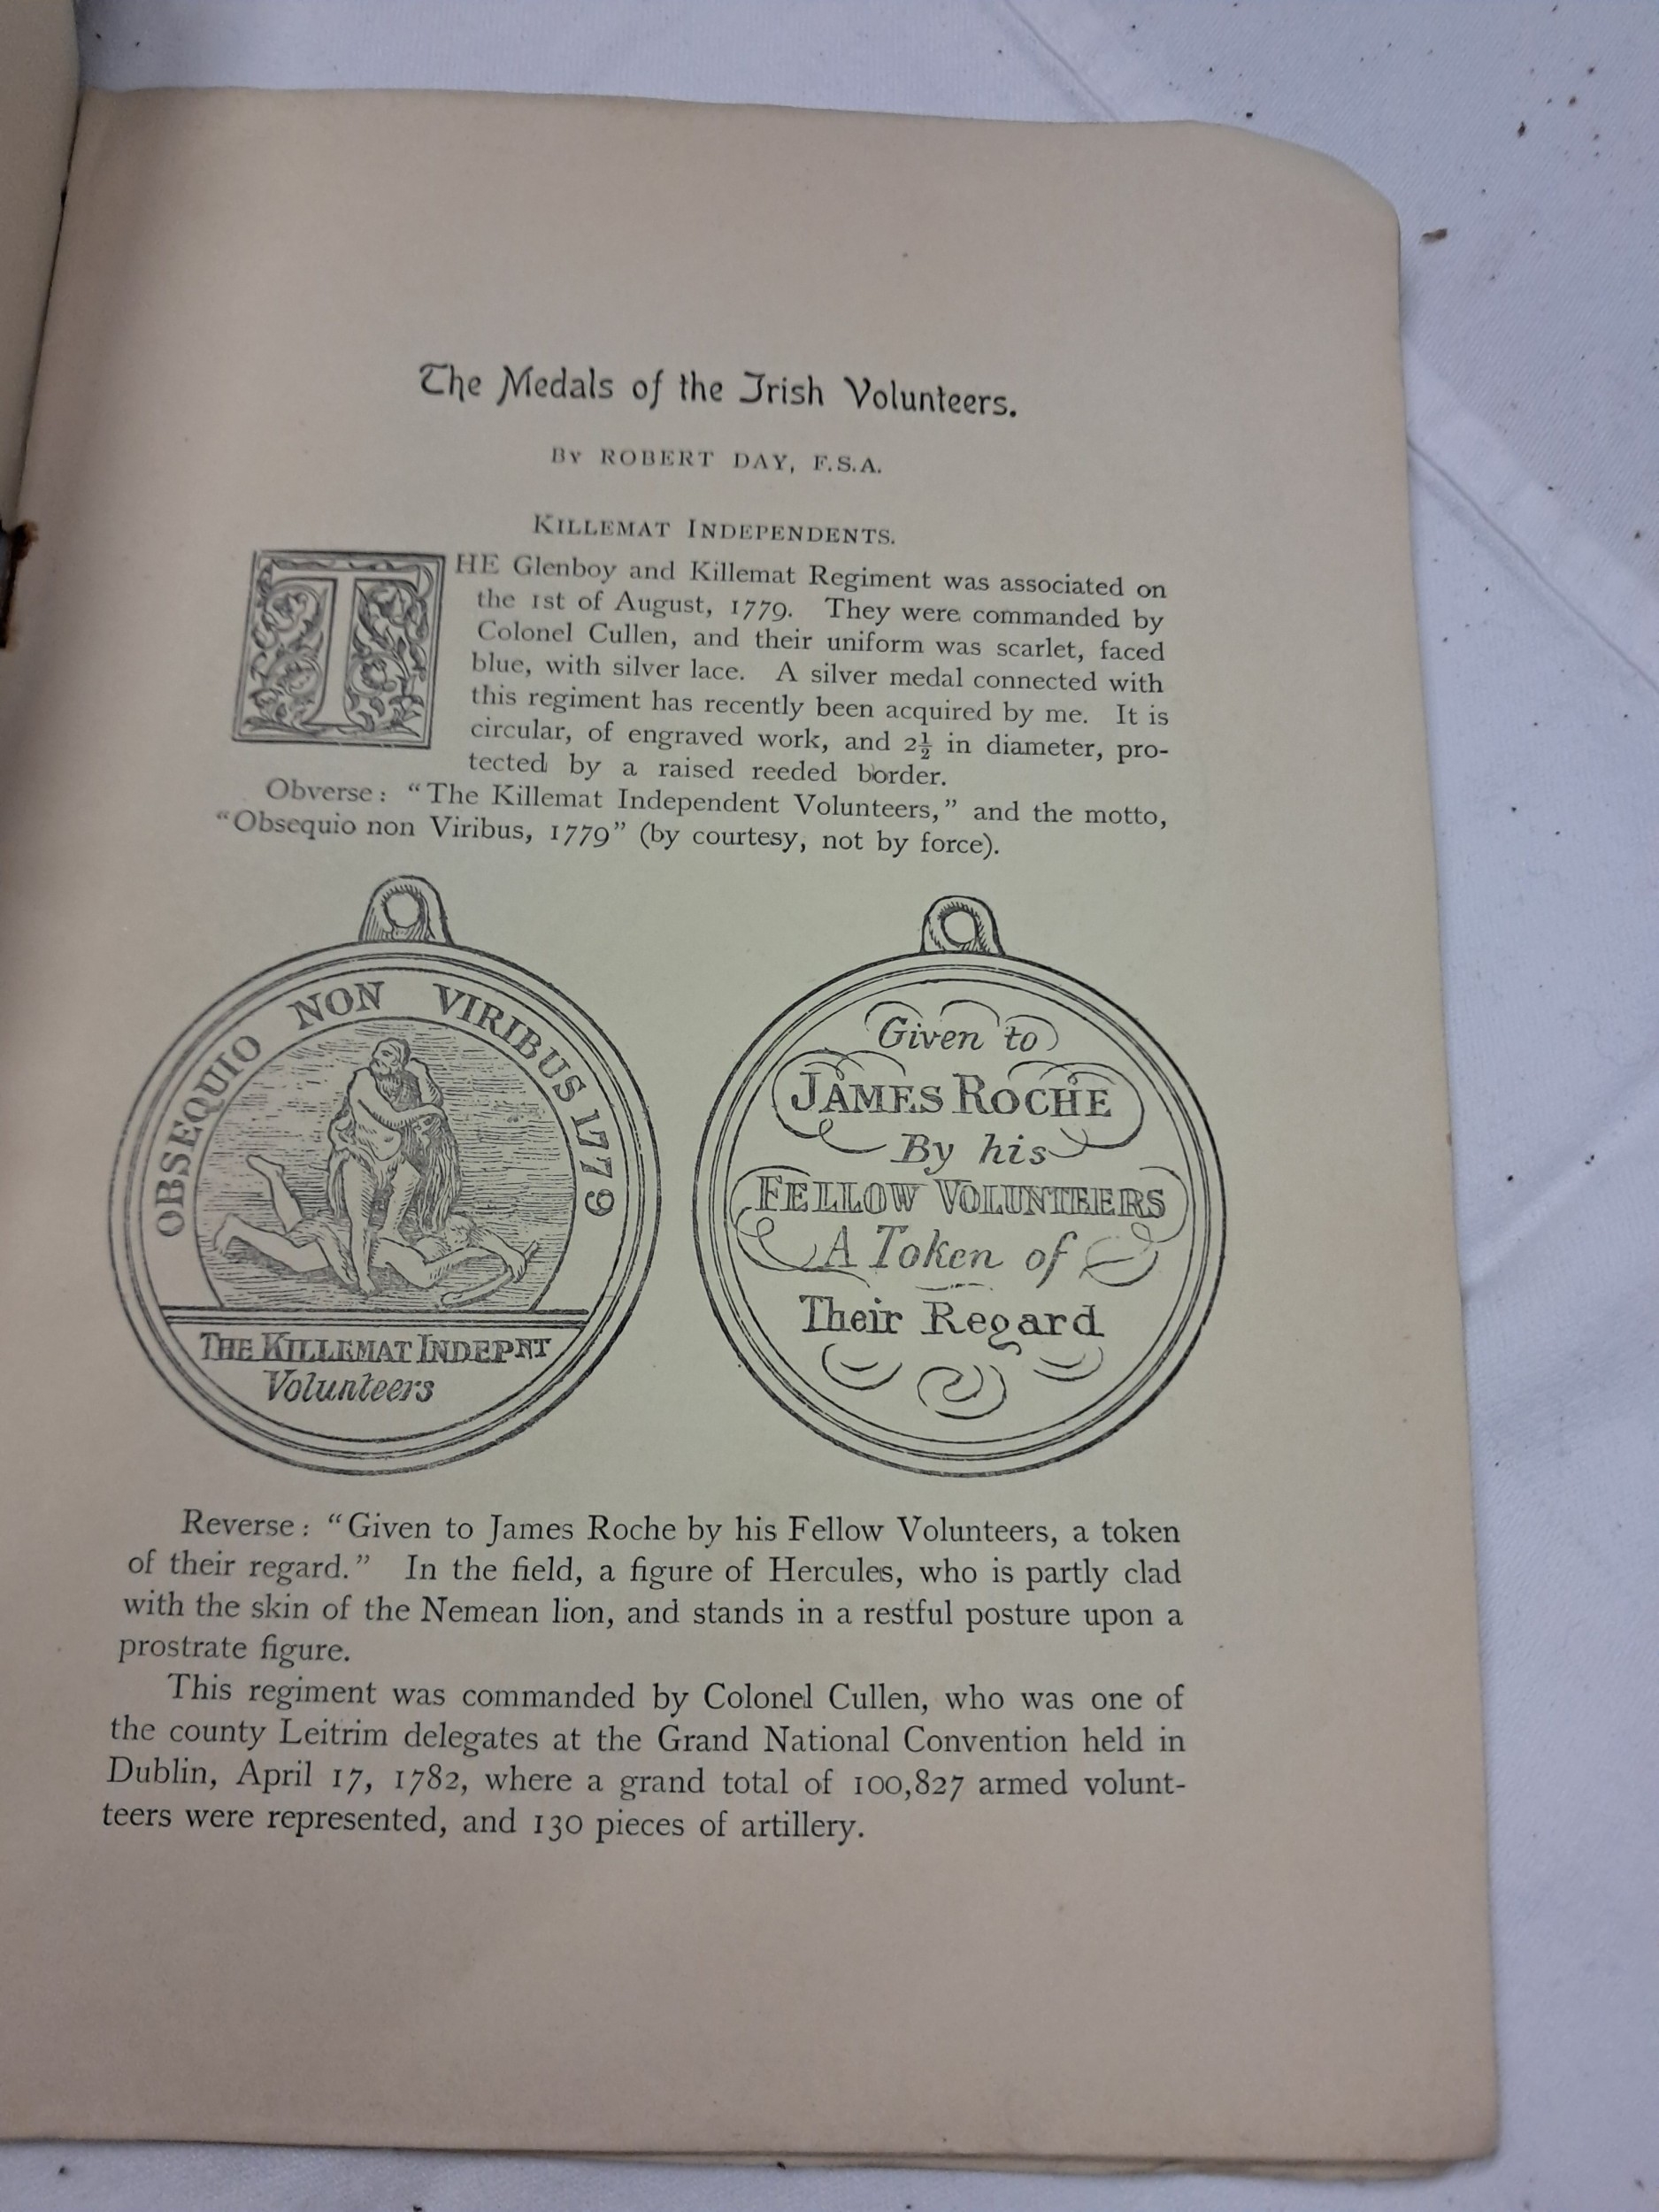 The Medals of the Irish Volunteers.
By ROBERT DAY, F.S.A.
KILLEMAT INDEPENDENTS.
THE Glenboy and Killemat Regiment was associated on
the 1st of August, 1779. They were commanded by
Colonel Cullen, and their uniform was scarlet, faced
blue, with silver lace. A silver medal connected with
this regiment has recently been acquired by me. It is
circular, of engraved work, and 2½ in diameter, pro-
tected by a raised reeded border.
Obverse: “The Killemat Independent Volunteers,” and the motto,
“Obsequio non Viribus, 1779” (by courtesy, not by force).
OBSEQUIO NON VIRIBUS 1779
THE KILLEMAT INDEPNT
Volunteers
Given to
JAMES ROCHE
By his
FELLOW VOLUNTEERS
A Token of
Their Regard
Reverse: “Given to James Roche by his Fellow Volunteers, a token
of their regard.” In the field, a figure of Hercules, who is partly clad
with the skin of the Nemean lion, and stands in a restful posture upon a
prostrate figure.
This regiment was commanded by Colonel Cullen, who was one of
the county Leitrim delegates at the Grand National Convention held in
Dublin, April 17, 1782, where a grand total of 100,827 armed volunt-
teers were represented, and 130 pieces of artillery.